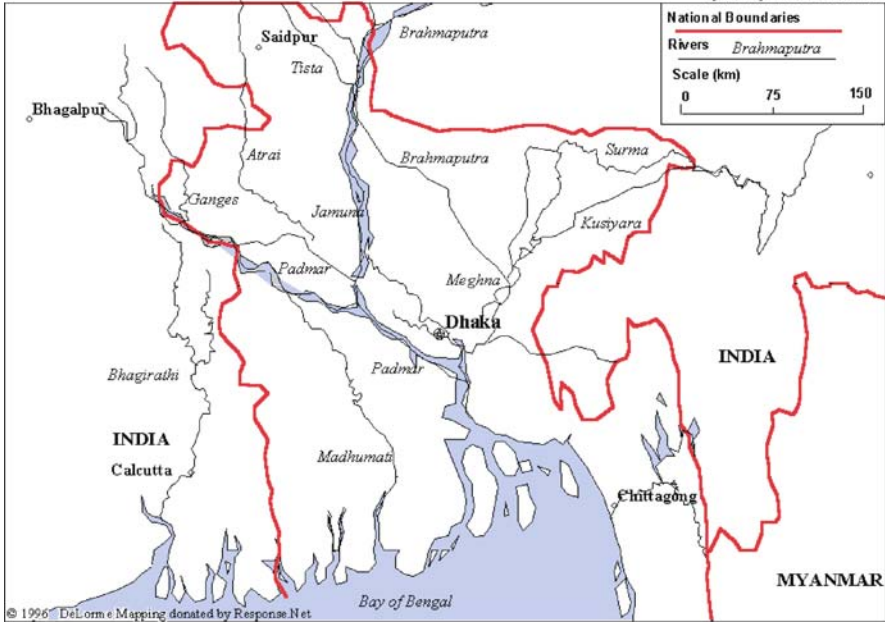 National Boundaries
Rivers Brahmaputra
Scale (km)
0 75 150
Brahmaputra
Saidpur
Tista
Bhagalpur
Surma
Atrai
Brahmaputra
Ganges
Jamuna
Kusiyara
Padmar
Meghna
Dhaka
INDIA
Bhagirathi
Padmar
INDIA
Madhumati
Calcutta
Chittagong
MYANMAR
Bay of Bengal
© 1996 DeLorme Mapping donated by Response.Net